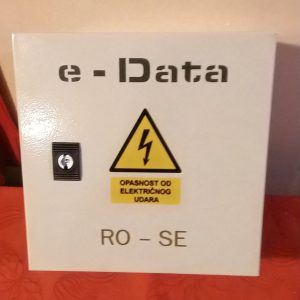 e - Data
OPASNOST OD
ELEKTRIČNOG
UDARA
RO - SE